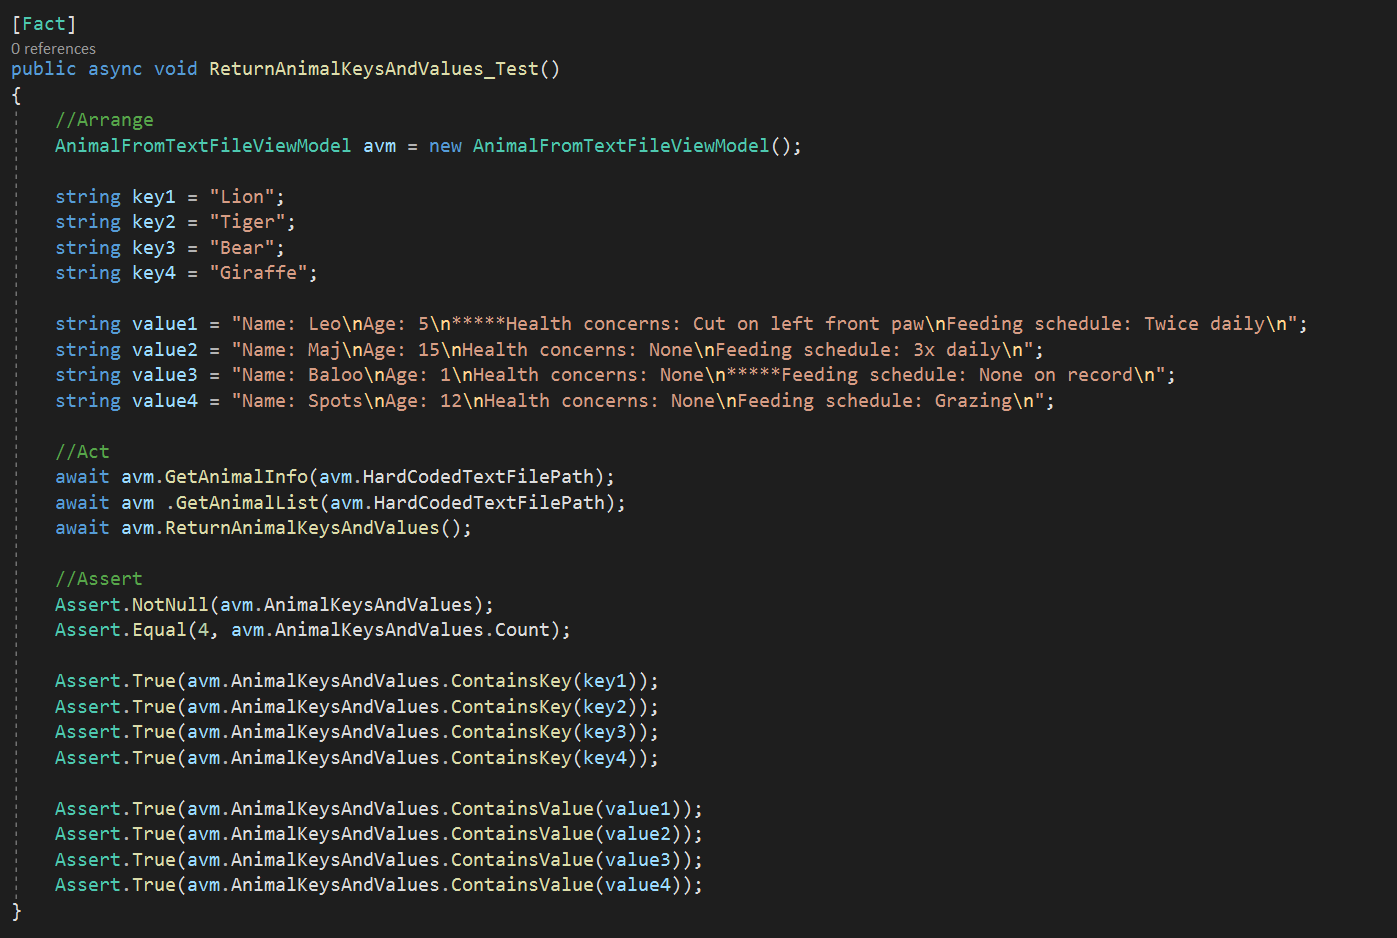 [Fact]
0 references
public async void ReturnAnimalKeysAndValues_Test()
{
    //Arrange
    AnimalFromTextFileViewModel avm = new AnimalFromTextFileViewModel();

    string key1 = "Lion";
    string key2 = "Tiger";
    string key3 = "Bear";
    string key4 = "Giraffe";

    string value1 = "Name: Leo\nAge: 5\n*****Health concerns: Cut on left front paw\nFeeding schedule: Twice daily\n";
    string value2 = "Name: Maj\nAge: 15\nHealth concerns: None\nFeeding schedule: 3x daily\n";
    string value3 = "Name: Baloo\nAge: 1\nHealth concerns: None\n*****Feeding schedule: None on record\n";
    string value4 = "Name: Spots\nAge: 12\nHealth concerns: None\nFeeding schedule: Grazing\n";

    //Act
    await avm.GetAnimalInfo(avm.HardCodedTextFilePath);
    await avm .GetAnimalList(avm.HardCodedTextFilePath);
    await avm.ReturnAnimalKeysAndValues();

    //Assert
    Assert.NotNull(avm.AnimalKeysAndValues);
    Assert.Equal(4, avm.AnimalKeysAndValues.Count);

    Assert.True(avm.AnimalKeysAndValues.ContainsKey(key1));
    Assert.True(avm.AnimalKeysAndValues.ContainsKey(key2));
    Assert.True(avm.AnimalKeysAndValues.ContainsKey(key3));
    Assert.True(avm.AnimalKeysAndValues.ContainsKey(key4));

    Assert.True(avm.AnimalKeysAndValues.ContainsValue(value1));
    Assert.True(avm.AnimalKeysAndValues.ContainsValue(value2));
    Assert.True(avm.AnimalKeysAndValues.ContainsValue(value3));
    Assert.True(avm.AnimalKeysAndValues.ContainsValue(value4));
}